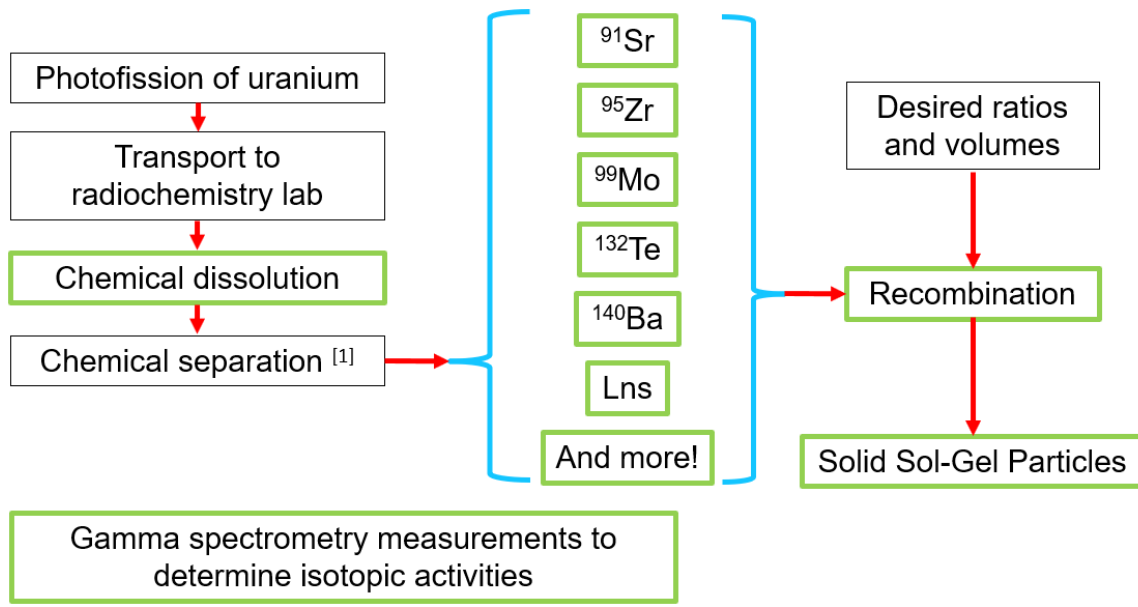 Photofission of uranium
Transport to
radiochemistry lab
Chemical dissolution
Chemical separation [1]
⁹¹Sr
⁹⁵Zr
⁹⁹Mo
¹³²Te
¹⁴⁰Ba
Lns
And more!
Desired ratios
and volumes
Recombination
Solid Sol-Gel Particles
Gamma spectrometry measurements to
determine isotopic activities